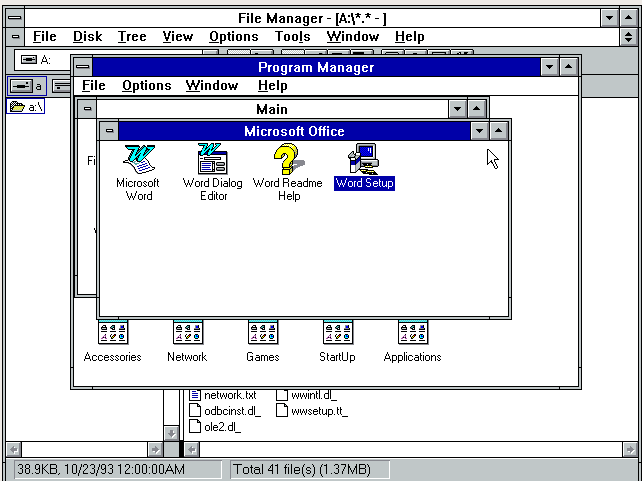 File Manager - [A:\*.* - ]
File Disk Tree View Options Tools Window Help
A:
Program Manager
a
File Options Window Help
a:\
Main
Microsoft Office
Microsoft Word
Word Dialog Editor
Word Readme Help
Word Setup
Accessories Network Games StartUp Applications
network.txt wwintl.dl_
odbcinst.dl_ wwsetup.tt_
ole2.dl_
38.9KB, 10/23/93 12:00:00AM Total 41 file(s) (1.37MB)